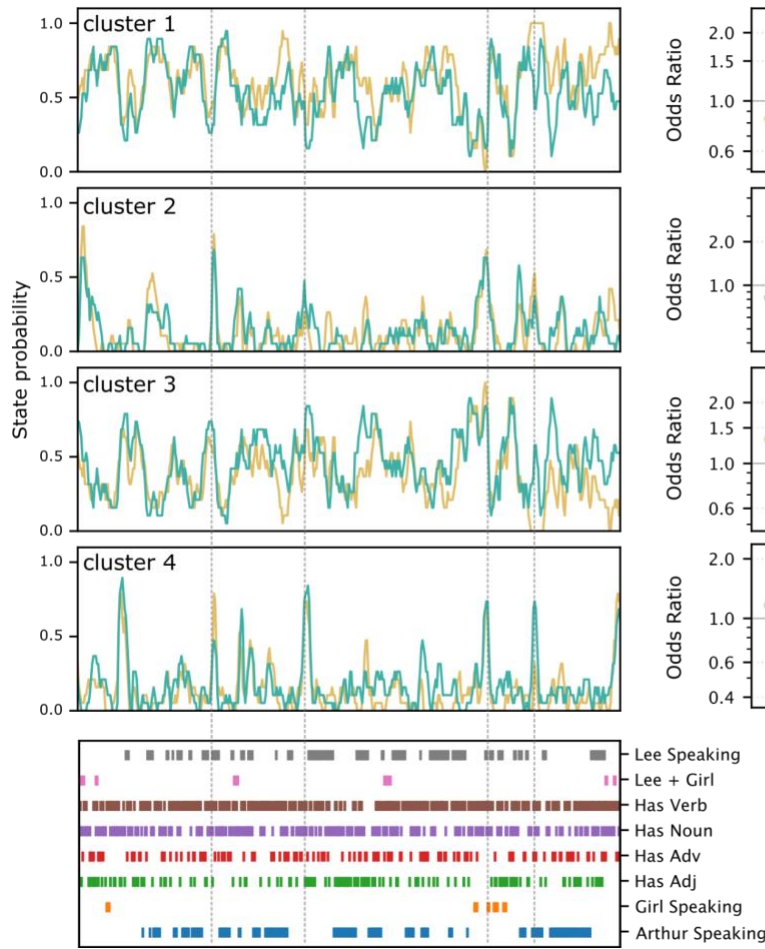 cluster 1
1.0
0.5
0.0
Odds Ratio
2.0
1.5
1.0
0.6
cluster 2
1.0
0.5
0.0
Odds Ratio
2.0
1.0
State probability
cluster 3
1.0
0.5
0.0
Odds Ratio
2.0
1.5
1.0
0.6
cluster 4
1.0
0.5
0.0
Odds Ratio
2.0
1.0
0.6
0.4
Lee Speaking
Lee + Girl
Has Verb
Has Noun
Has Adv
Has Adj
Girl Speaking
Arthur Speaking